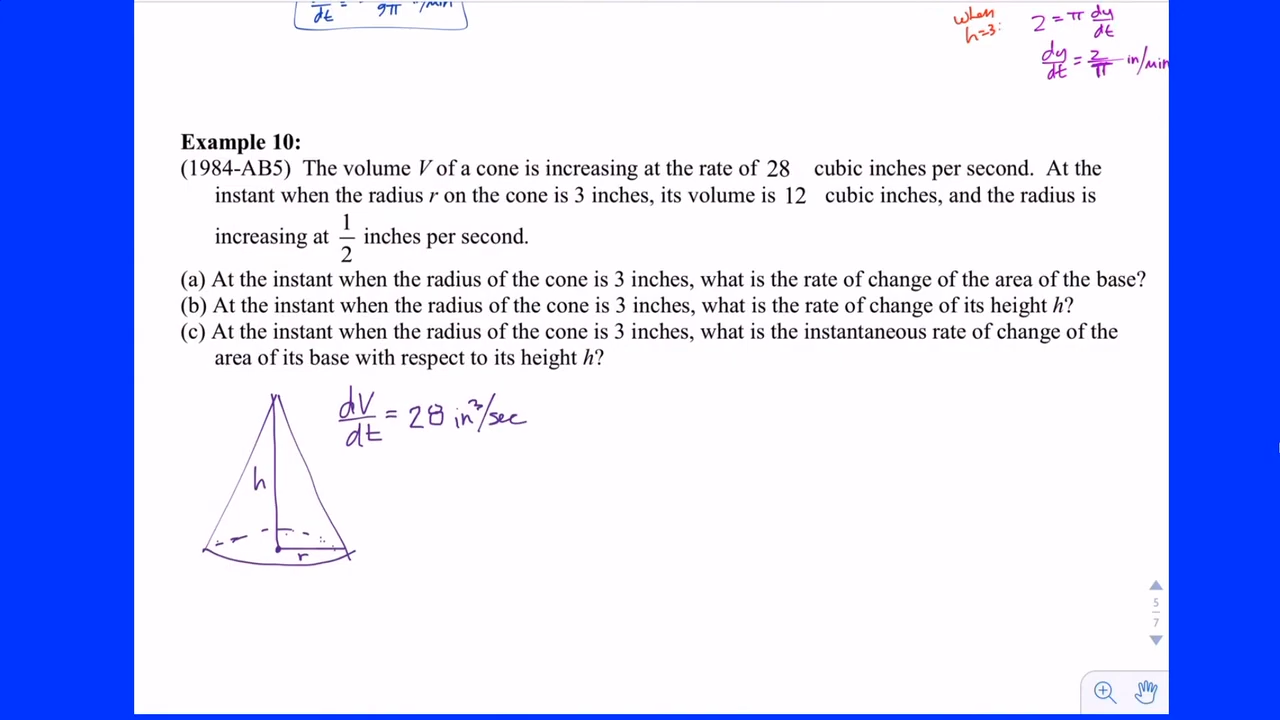 dt = 9π /min
when 2 = π dy/dt
h=3:
dy/dt = 2/π in/min
Example 10:
(1984-AB5) The volume V of a cone is increasing at the rate of 28 cubic inches per second. At the
instant when the radius r on the cone is 3 inches, its volume is 12 cubic inches, and the radius is
increasing at 1/2 inches per second.
(a) At the instant when the radius of the cone is 3 inches, what is the rate of change of the area of the base?
(b) At the instant when the radius of the cone is 3 inches, what is the rate of change of its height h?
(c) At the instant when the radius of the cone is 3 inches, what is the instantaneous rate of change of the
area of its base with respect to its height h?
dV/dt = 28 in³/sec
h
r
5
7